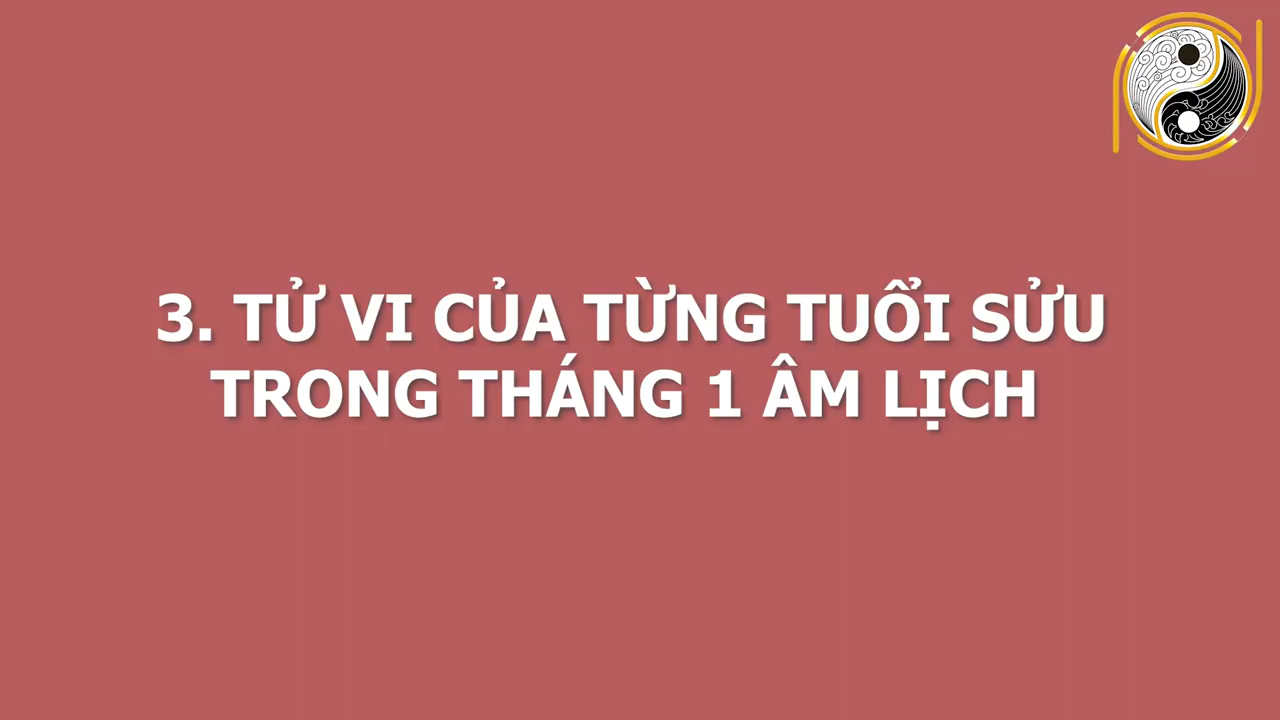 3. TỬ VI CỦA TỪNG TUỔI SỬU
TRONG THÁNG 1 ÂM LỊCH